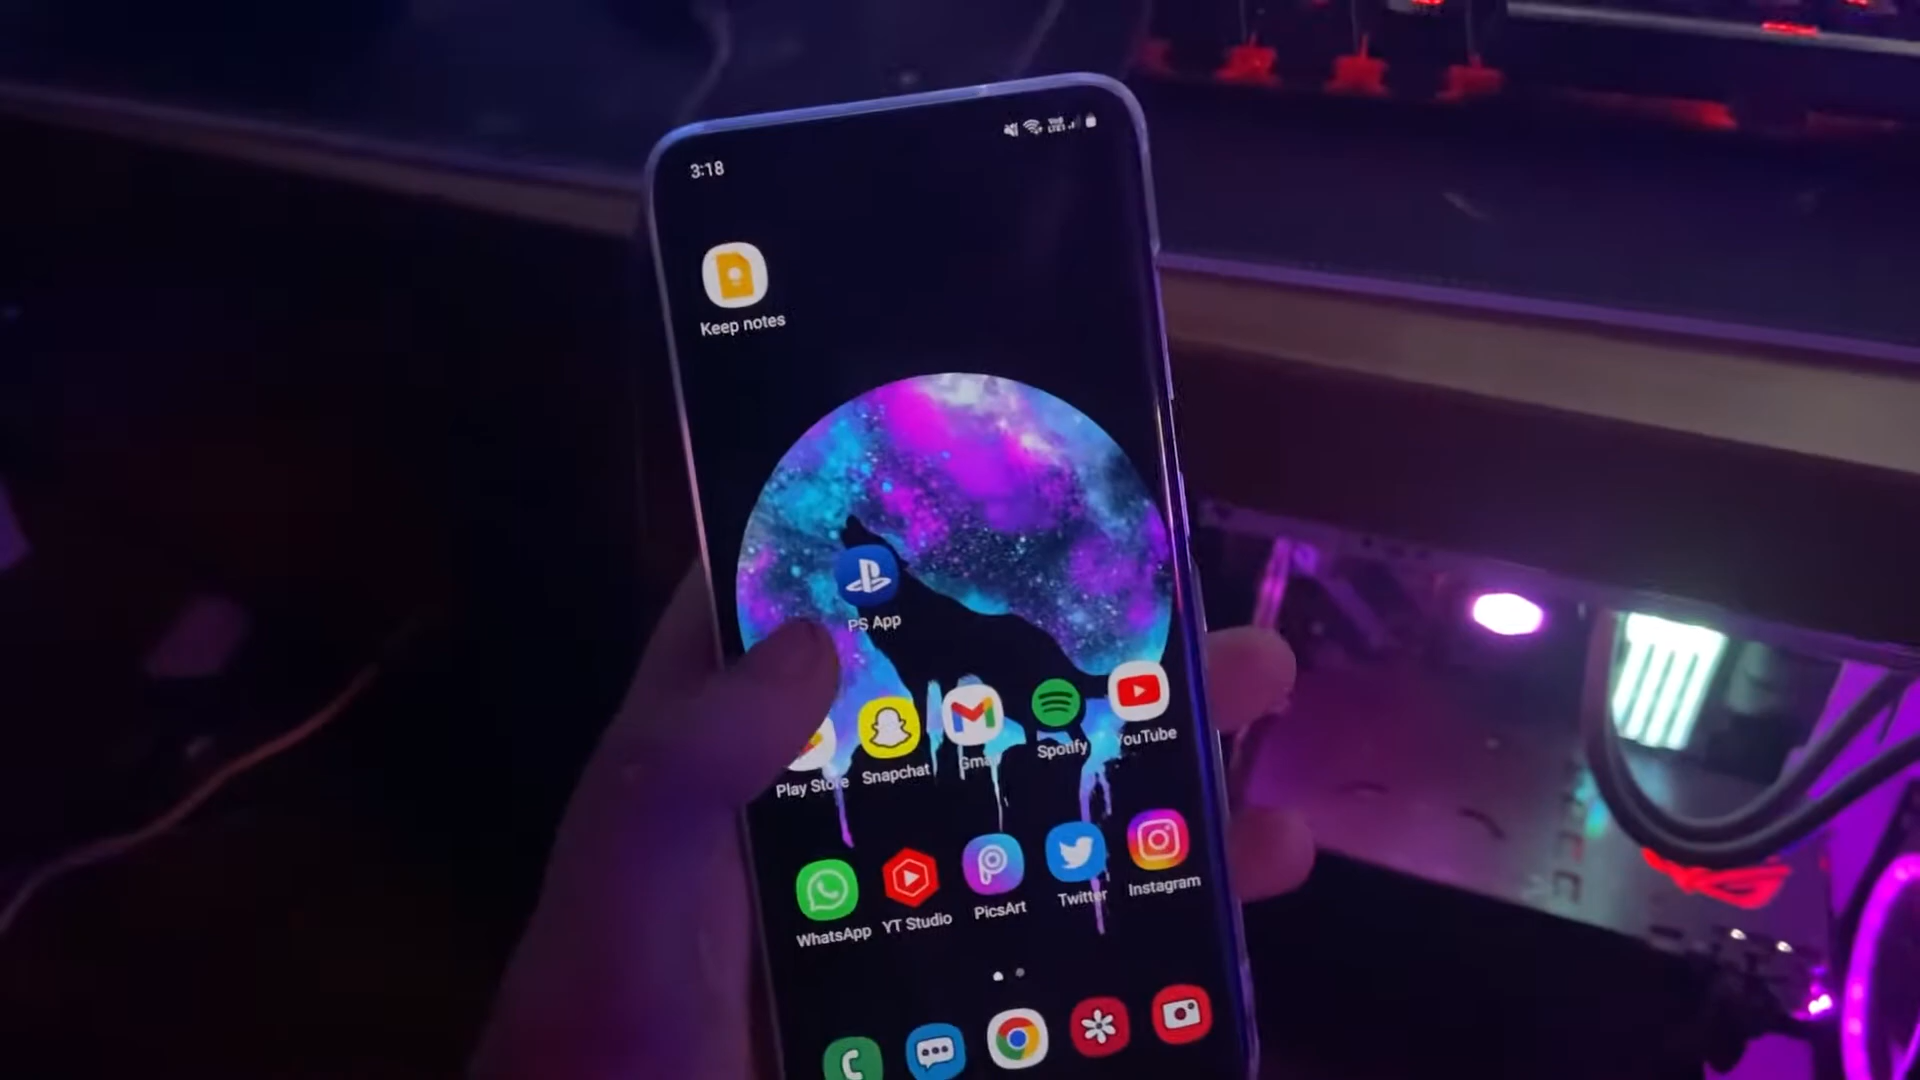 3:18
Keep notes
PS App
Play Store
Snapchat
Gmail
Spotify
YouTube
WhatsApp
YT Studio
PicsArt
Twitter
Instagram